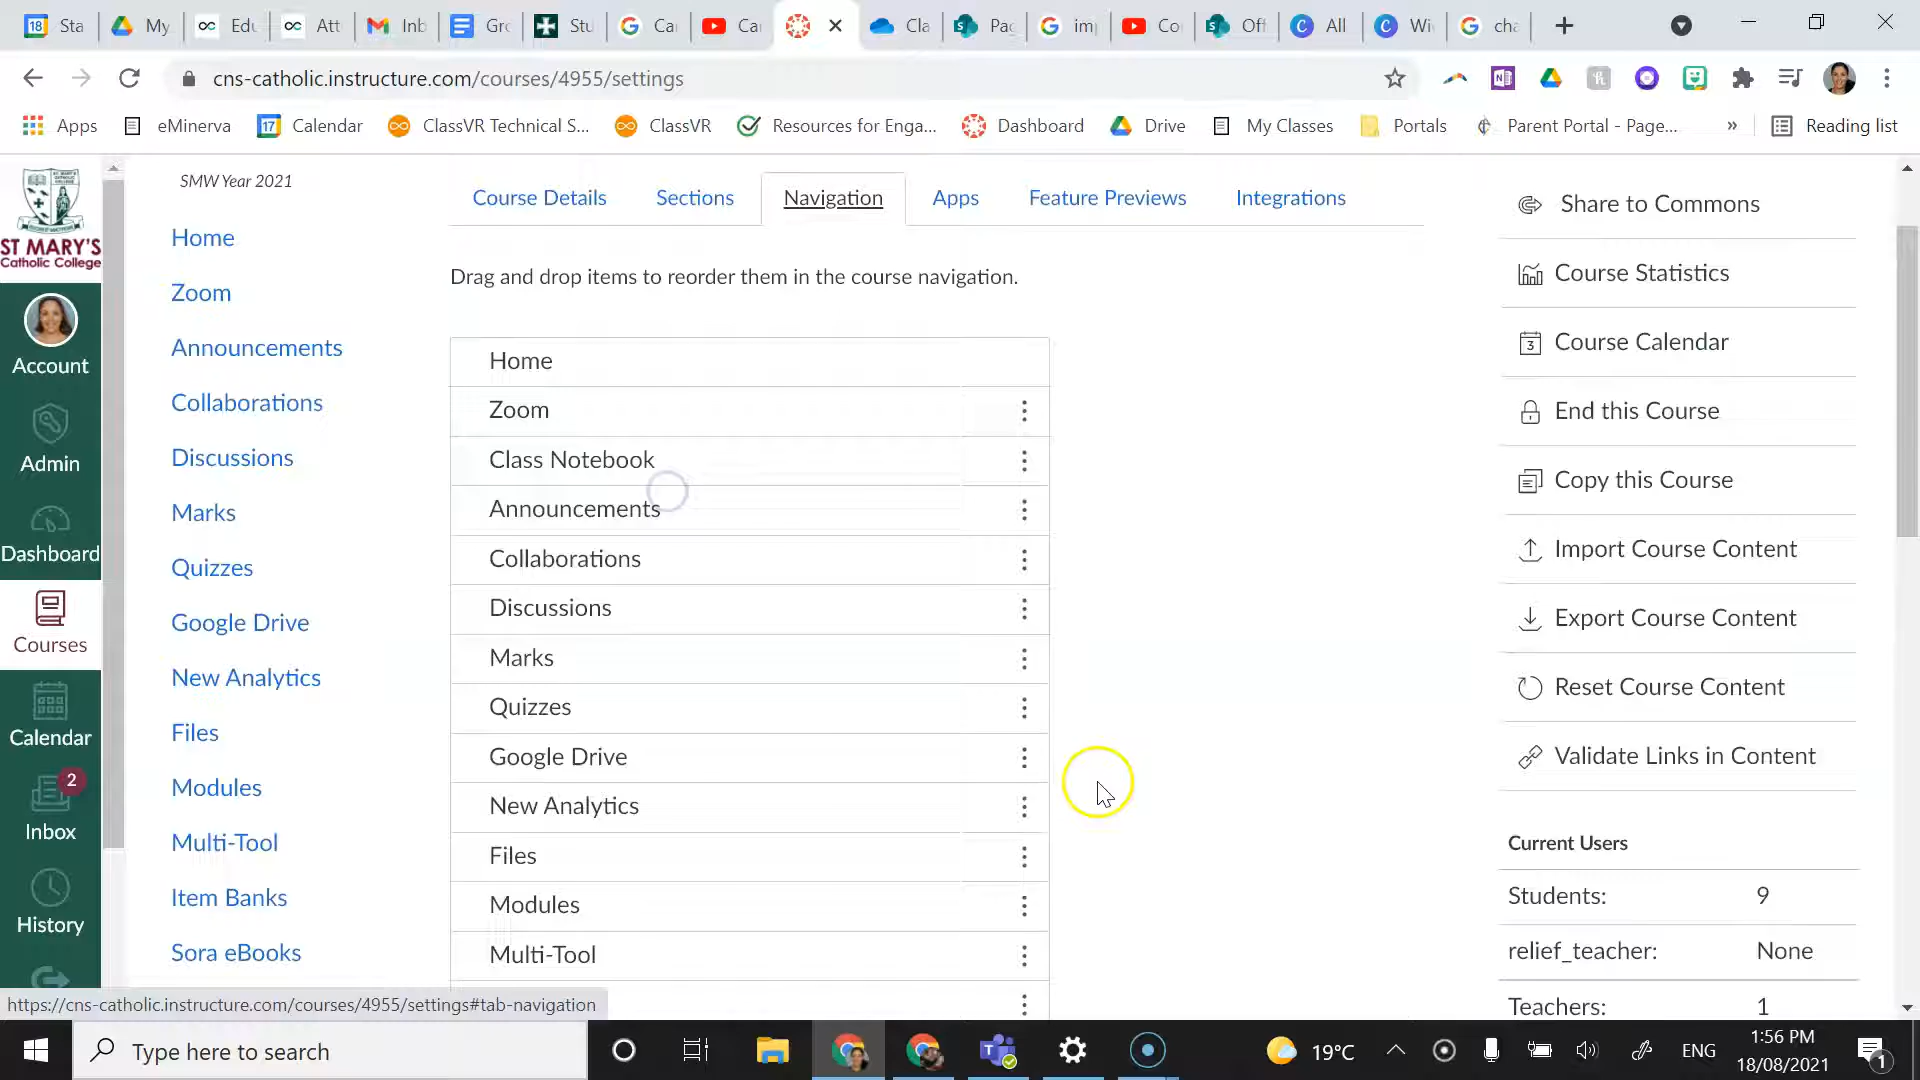 Sta
My
Edu
Att
Inb
Gro
Stu
Ca
Ca
Cla
Pag
imp
Co
Off
All
Wi
cha
cns-catholic.instructure.com/courses/4955/settings
Apps
eMinerva
Calendar
ClassVR Technical S...
ClassVR
Resources for Enga...
Dashboard
Drive
My Classes
Portals
Parent Portal - Page...
»
Reading list
ST MARY'S
Catholic College
Account
Admin
Dashboard
Courses
Calendar
2
Inbox
History
SMW Year 2021
Home
Zoom
Announcements
Collaborations
Discussions
Marks
Quizzes
Google Drive
New Analytics
Files
Modules
Multi-Tool
Item Banks
Sora eBooks
Course Details
Sections
Navigation
Apps
Feature Previews
Integrations
Drag and drop items to reorder them in the course navigation.
Home
Zoom
Class Notebook
Announcements
Collaborations
Discussions
Marks
Quizzes
Google Drive
New Analytics
Files
Modules
Multi-Tool
Share to Commons
Course Statistics
Course Calendar
End this Course
Copy this Course
Import Course Content
Export Course Content
Reset Course Content
Validate Links in Content
Current Users
Students: 9
relief_teacher: None
Teachers: 1
https://cns-catholic.instructure.com/courses/4955/settings#tab-navigation
Type here to search
19°C
ENG
1:56 PM
18/08/2021
1